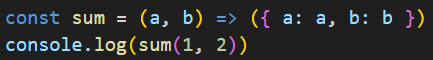 const sum = (a, b) => ({ a: a, b: b })
console.log(sum(1, 2))